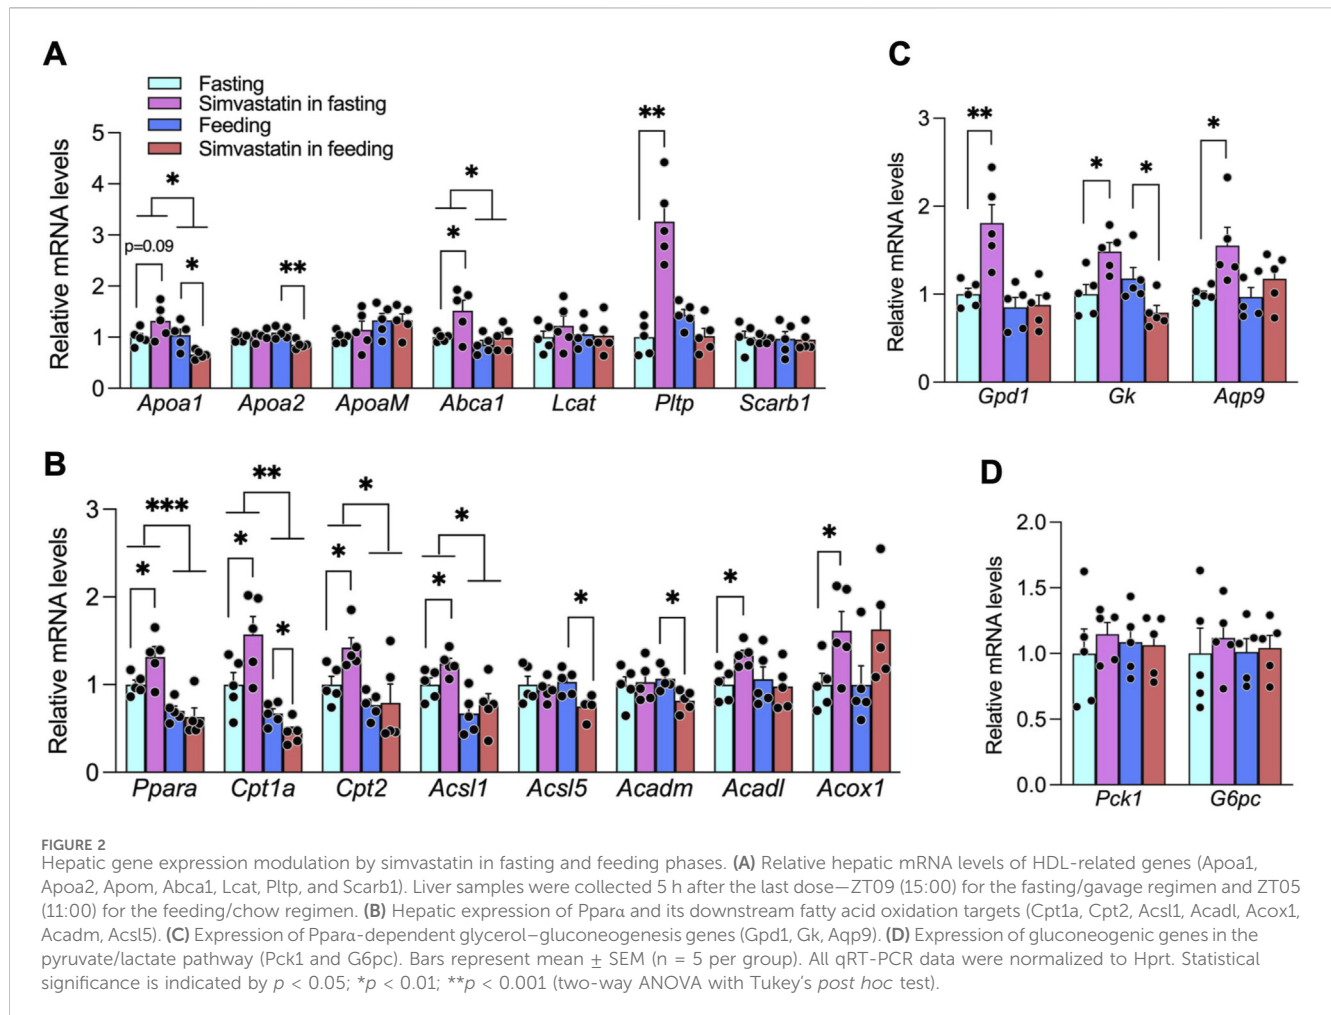 A
Fasting
Simvastatin in fasting
Feeding
Simvastatin in feeding
Relative mRNA levels
5
4
3
2
1
0
p=0.09
*
*
**
*
*
**
Apoa1 Apoa2 ApoaM Abca1 Lcat Pltp Scarb1
C
Relative mRNA levels
3
2
1
0
**
*
*
*
Gpd1 Gk Aqp9
B
Relative mRNA levels
3
2
1
0
***
*
**
*
*
*
*
*
*
*
*
*
*
Ppara Cpt1a Cpt2 Acsl1 Acsl5 Acadm Acadl Acox1
D
Relative mRNA levels
2.0
1.5
1.0
0.5
0.0
Pck1 G6pc
FIGURE 2
Hepatic gene expression modulation by simvastatin in fasting and feeding phases. (A) Relative hepatic mRNA levels of HDL-related genes (Apoa1,
Apoa2, Apom, Abca1, Lcat, Pltp, and Scarb1). Liver samples were collected 5 h after the last dose—ZT09 (15:00) for the fasting/gavage regimen and ZT05
(11:00) for the feeding/chow regimen. (B) Hepatic expression of Pparα and its downstream fatty acid oxidation targets (Cpt1a, Cpt2, Acsl1, Acadl, Acox1,
Acadm, Acsl5). (C) Expression of Pparα-dependent glycerol–gluconeogenesis genes (Gpd1, Gk, Aqp9). (D) Expression of gluconeogenic genes in the
pyruvate/lactate pathway (Pck1 and G6pc). Bars represent mean ± SEM (n = 5 per group). All qRT-PCR data were normalized to Hprt. Statistical
significance is indicated by p < 0.05; *p < 0.01; **p < 0.001 (two-way ANOVA with Tukey's post hoc test).